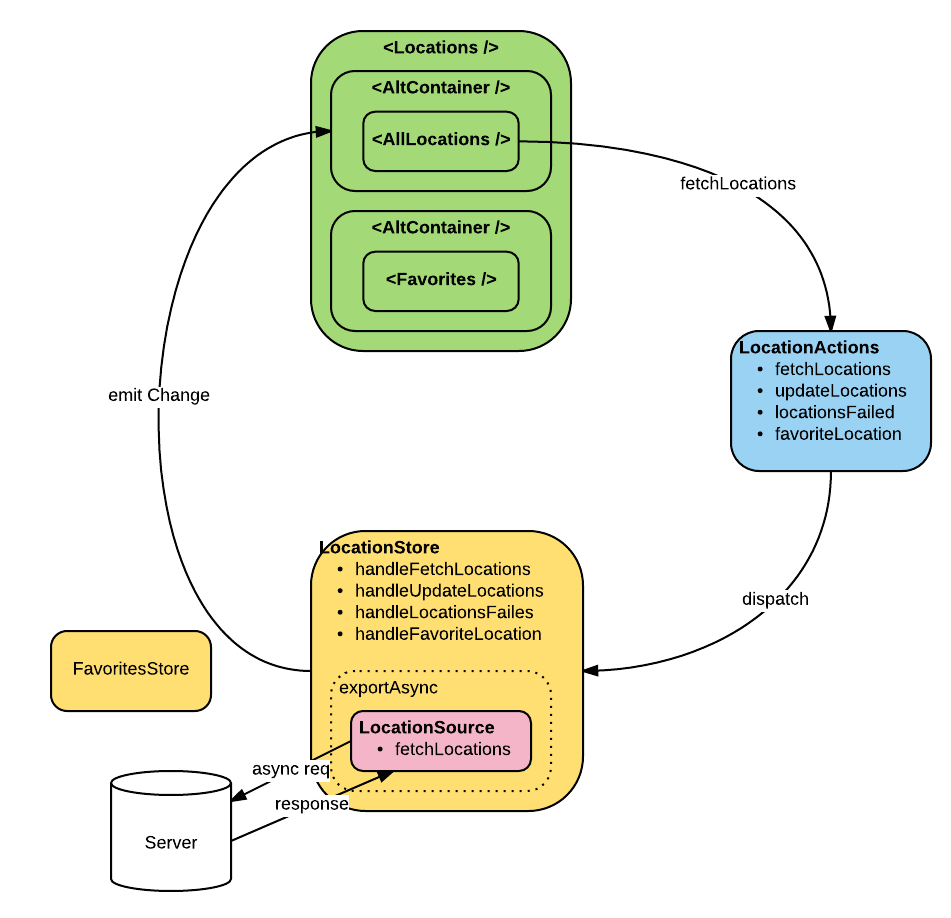 <Locations />
<AltContainer />
<AllLocations />
fetchLocations
<AltContainer />
<Favorites />
LocationActions
• fetchLocations
• updateLocations
• locationsFailed
• favoriteLocation
emit Change
dispatch
LocationStore
• handleFetchLocations
• handleUpdateLocations
• handleLocationsFailes
• handleFavoriteLocation
FavoritesStore
exportAsync
LocationSource
• fetchLocations
async req
response
Server